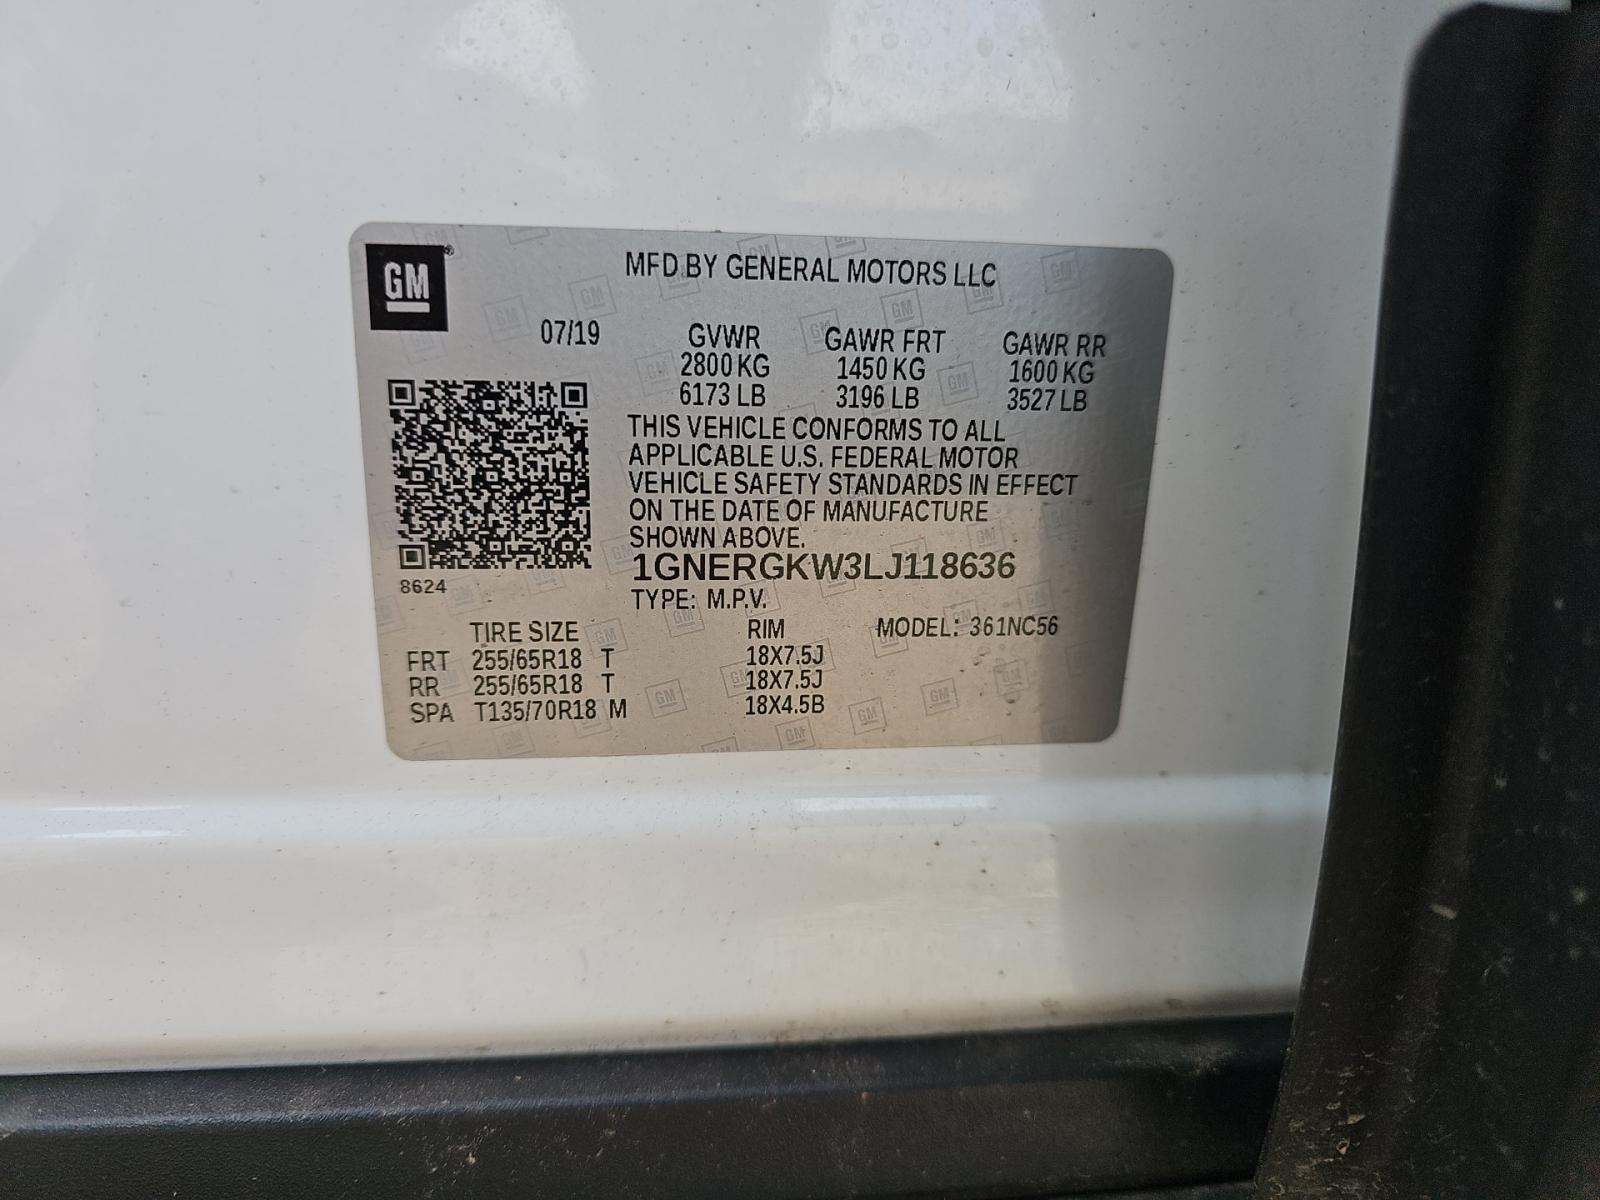 GM
MFD BY GENERAL MOTORS LLC
07/19 GVWR GAWR FRT GAWR RR
2800 KG 1450 KG 1600 KG
6173 LB 3196 LB 3527 LB
THIS VEHICLE CONFORMS TO ALL
APPLICABLE U.S. FEDERAL MOTOR
VEHICLE SAFETY STANDARDS IN EFFECT
ON THE DATE OF MANUFACTURE
SHOWN ABOVE.
1GNERGKW3LJ118636
8624
TYPE: M.P.V.
TIRE SIZE RIM MODEL: 361NC56
FRT 255/65R18 T 18X7.5J
RR 255/65R18 T 18X7.5J
SPA T135/70R18 M 18X4.5B